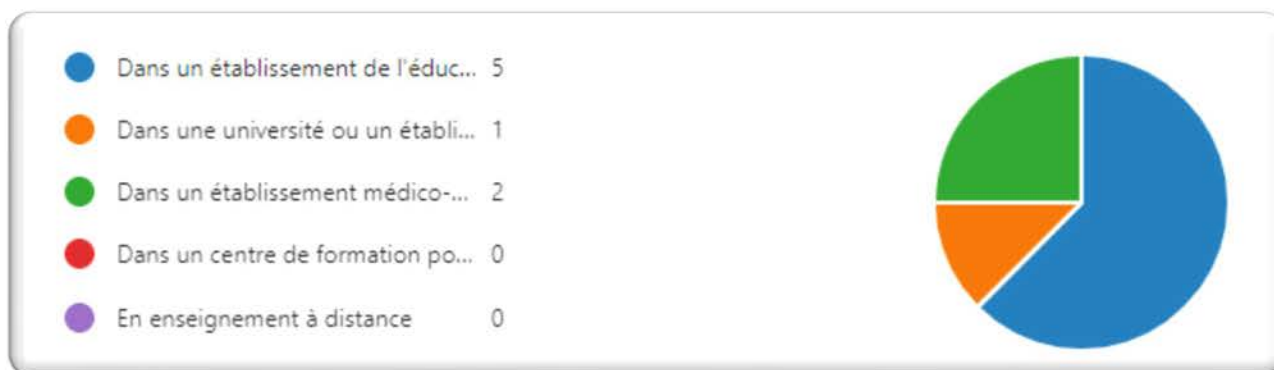 Dans un établissement de l'éduc... 5
Dans une université ou un établi... 1
Dans un établissement médico-... 2
Dans un centre de formation po... 0
En enseignement à distance 0